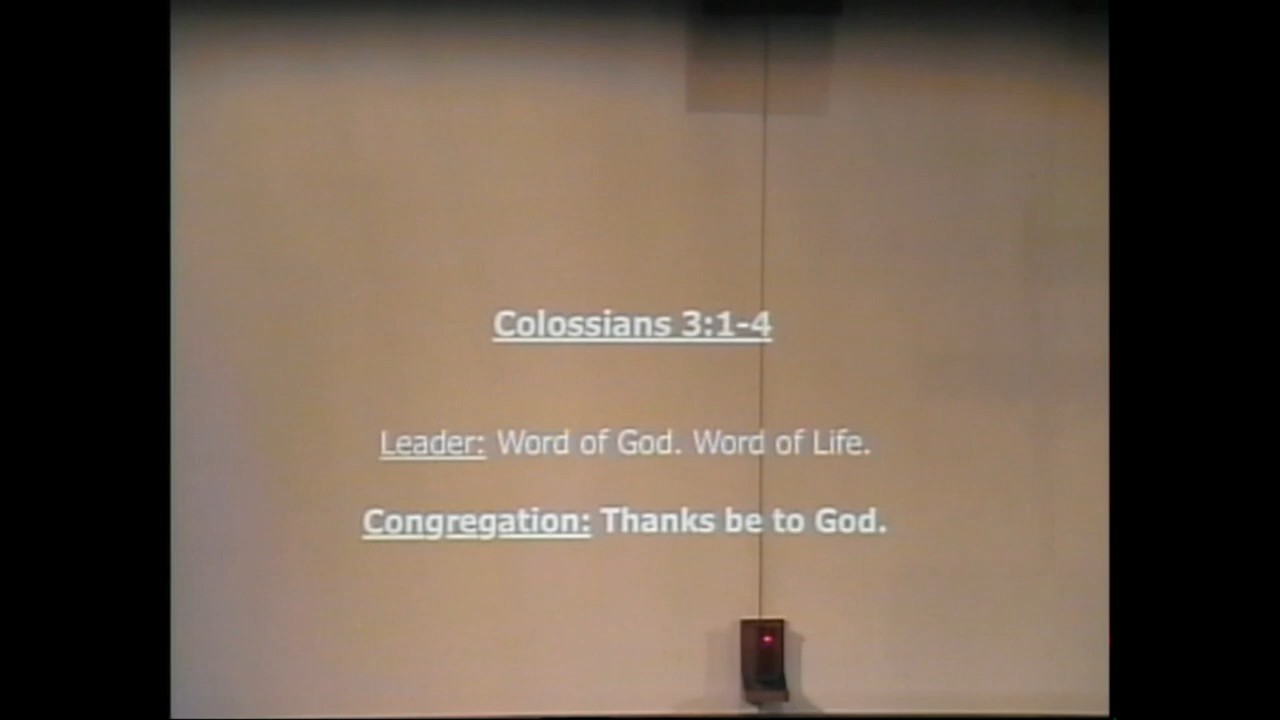 Colossians 3:1-4
Leader: Word of God. Word of Life.
Congregation: Thanks be to God.